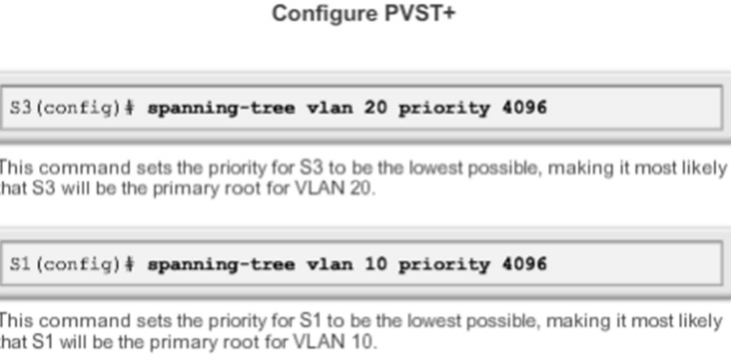 Configure PVST+
S3(config)# spanning-tree vlan 20 priority 4096
This command sets the priority for S3 to be the lowest possible, making it most likely
that S3 will be the primary root for VLAN 20.
S1(config)# spanning-tree vlan 10 priority 4096
This command sets the priority for S1 to be the lowest possible, making it most likely
that S1 will be the primary root for VLAN 10.